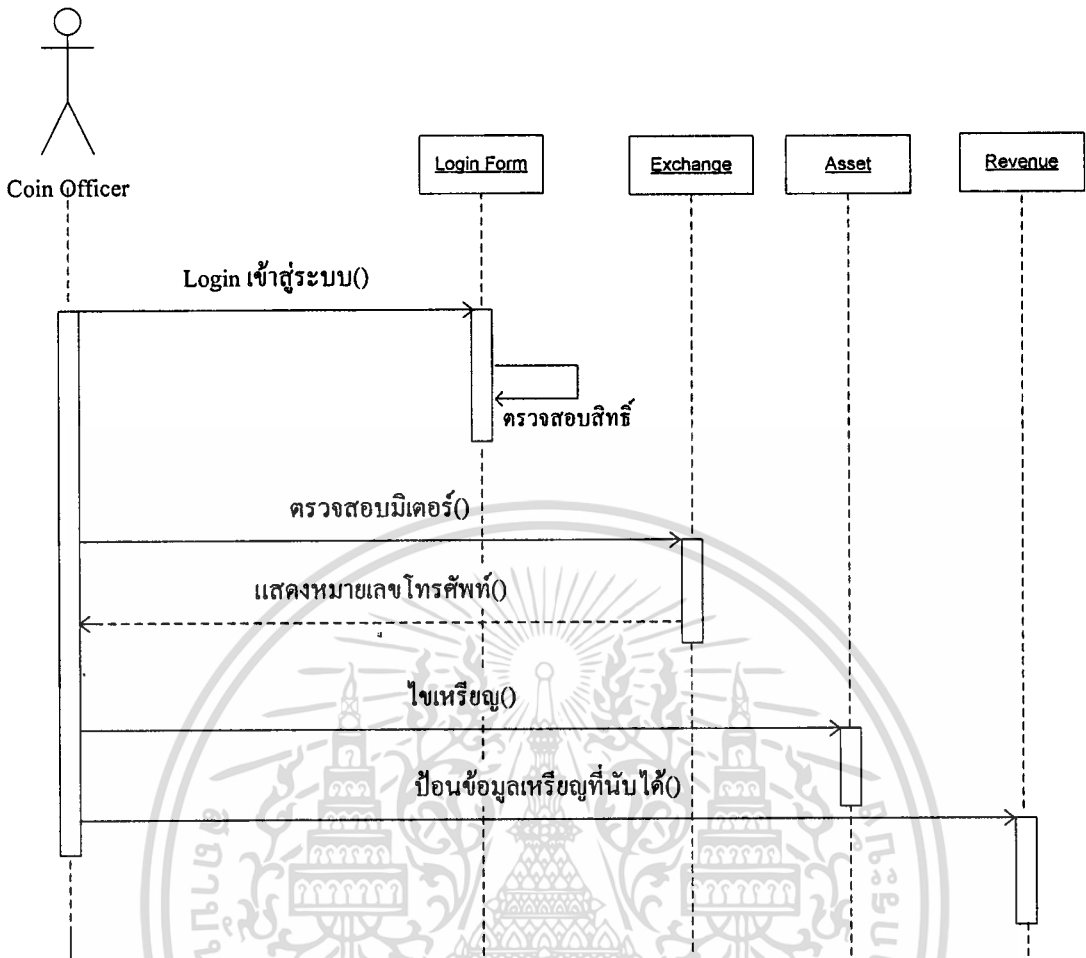 Coin Officer
Login Form
Exchange
Asset
Revenue
Login เข้าสู่ระบบ()
ตรวจสอบสิทธิ์
ตรวจสอบมิเตอร์()
แสดงหมายเลขโทรศัพท์()
ไขเหรียญ()
ป้อนข้อมูลเหรียญที่นับได้()